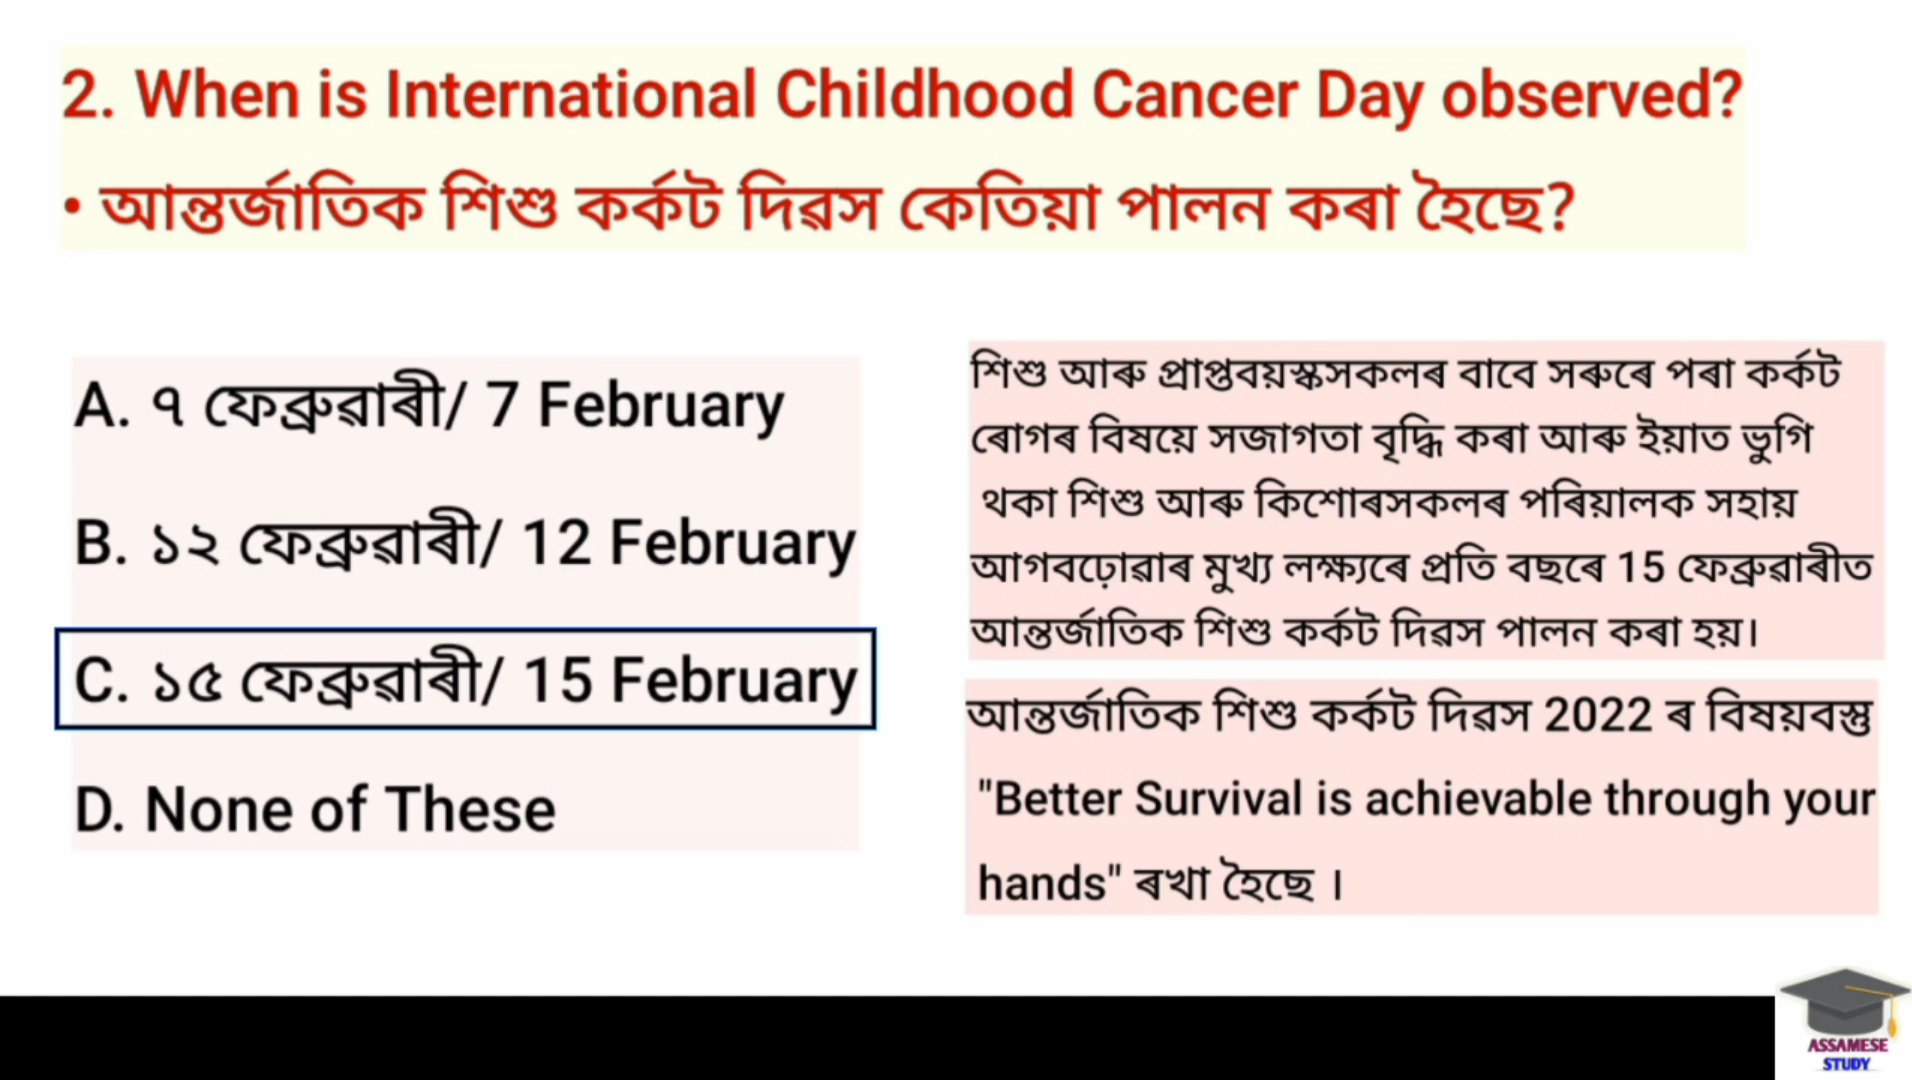 2. When is International Childhood Cancer Day observed?
• আন্তৰ্জাতিক শিশু কৰ্কট দিৱস কেতিয়া পালন কৰা হৈছে?
A. ৭ ফেব্ৰুৱাৰী/ 7 February
B. ১২ ফেব্ৰুৱাৰী/ 12 February
C. ১৫ ফেব্ৰুৱাৰী/ 15 February
D. None of These
শিশু আৰু প্ৰাপ্তবয়স্কসকলৰ বাবে সৰুৰে পৰা কৰ্কট
ৰোগৰ বিষয়ে সজাগতা বৃদ্ধি কৰা আৰু ইয়াত ভুগি
থকা শিশু আৰু কিশোৰসকলৰ পৰিয়ালক সহায়
আগবঢ়োৱাৰ মুখ্য লক্ষ্যৰে প্ৰতি বছৰে 15 ফেব্ৰুৱাৰীত
আন্তৰ্জাতিক শিশু কৰ্কট দিৱস পালন কৰা হয়।
আন্তৰ্জাতিক শিশু কৰ্কট দিৱস 2022 ৰ বিষয়বস্তু
"Better Survival is achievable through your
hands" ৰখা হৈছে ।
ASSAMESE
STUDY